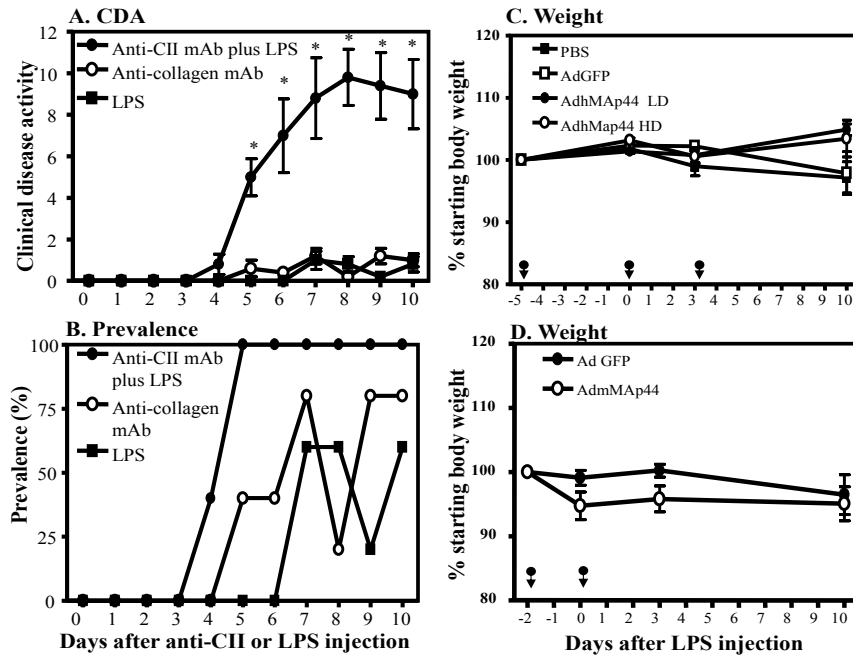 A. CDA
Clinical disease activity
12
10
8
6
4
2
0
Anti-CII mAb plus LPS
Anti-collagen mAb
LPS
* * * * * *
0 1 2 3 4 5 6 7 8 9 10
B. Prevalence
Prevalence (%)
100
75
50
25
0
Anti-CII mAb
plus LPS
Anti-collagen
mAb
LPS
0 1 2 3 4 5 6 7 8 9 10
Days after anti-CII or LPS injection
C. Weight
% starting body weight
120
110
100
90
80
PBS
AdGFP
AdhMAp44 LD
AdhMap44 HD
-5 -4 -3 -2 -1 0 1 2 3 4 5 6 7 8 9 10
D. Weight
% starting body weight
120
110
100
90
80
Ad GFP
AdmMAp44
-2 -1 0 1 2 3 4 5 6 7 8 9 10
Days after LPS injection